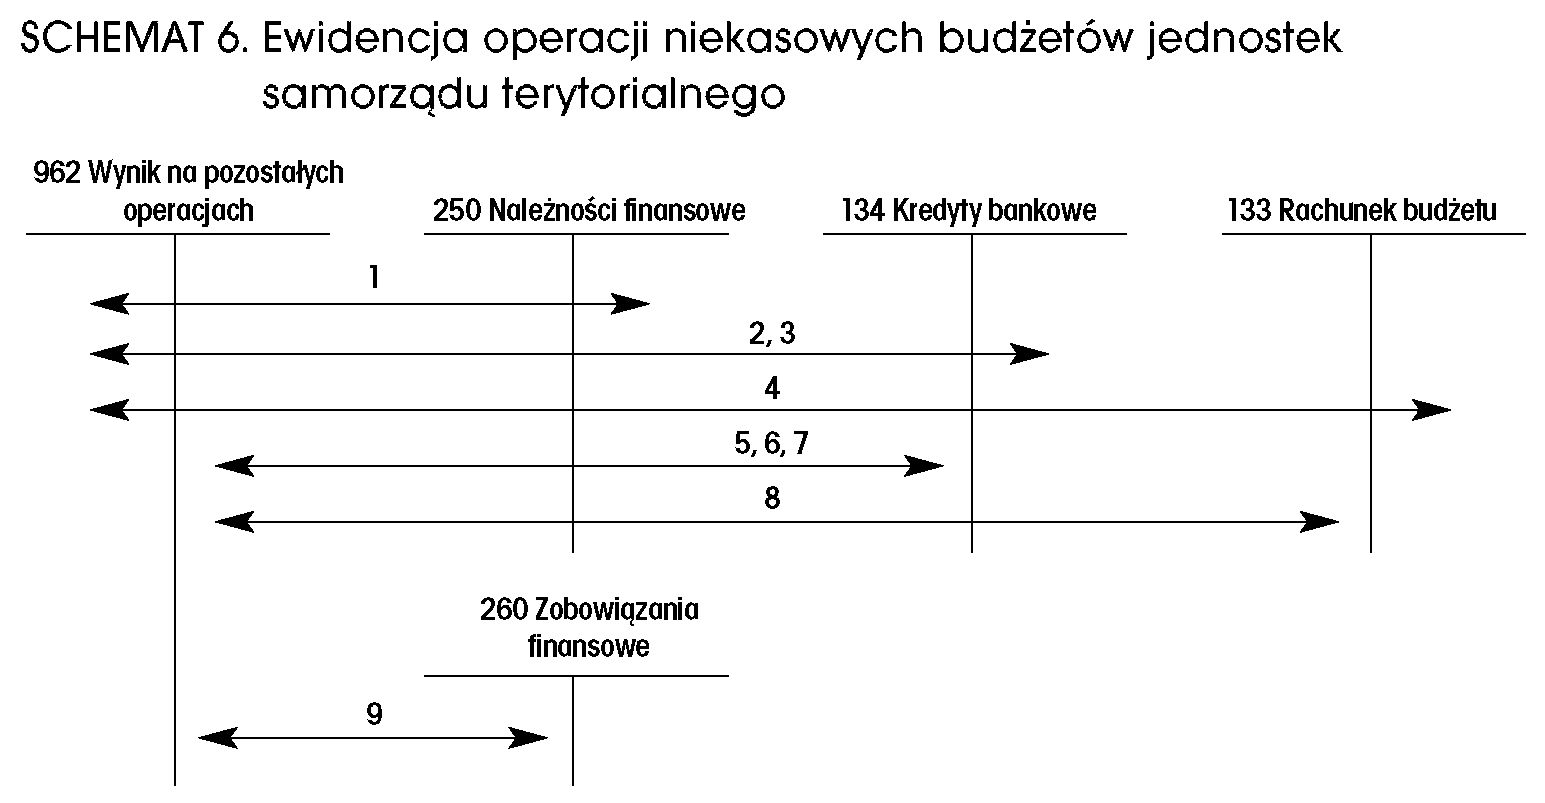 SCHEMAT 6. Ewidencja operacji niekasowych budżetów jednostek
samorządu terytorialnego
962 Wynik na pozostałych
operacjach
250 Należności finansowe
134 Kredyty bankowe
133 Rachunek budżetu
1
2, 3
4
5, 6, 7
8
260 Zobowiązania
finansowe
9